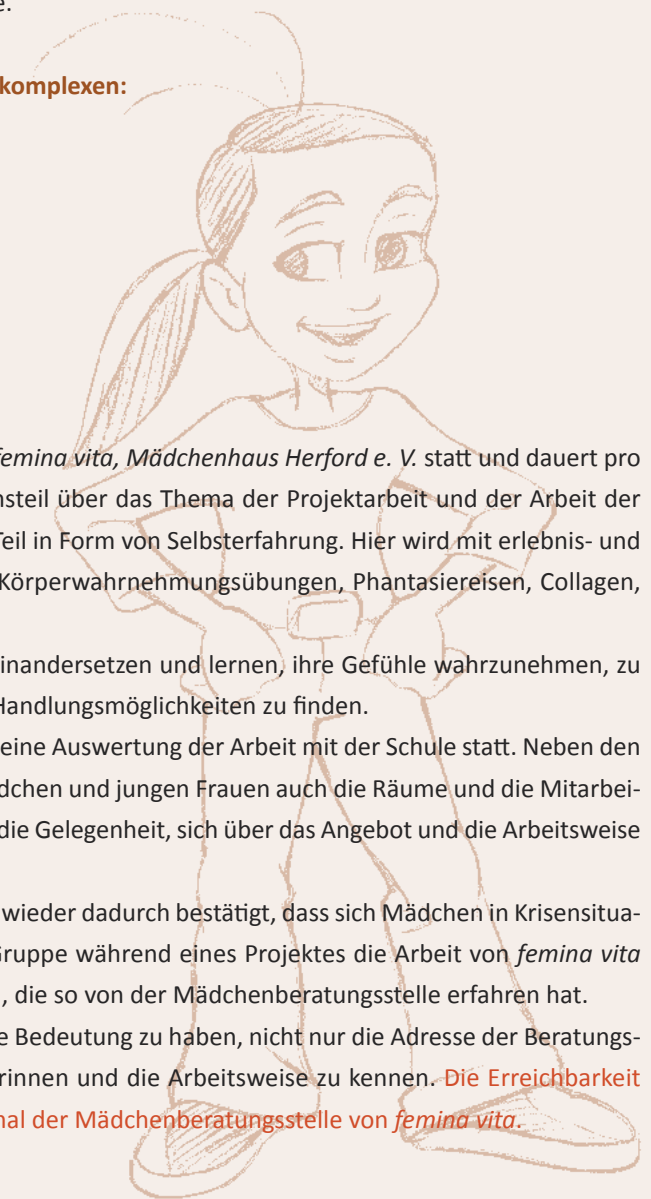 e.
komplexen:
femina vita, Mädchenhaus Herford e. V. statt und dauert pro
nsteil über das Thema der Projektarbeit und der Arbeit der
Teil in Form von Selbsterfahrung. Hier wird mit erlebnis- und
Körperwahrnehmungsübungen, Phantasiereisen, Collagen,
inandersetzen und lernen, ihre Gefühle wahrzunehmen, zu
Handlungsmöglichkeiten zu finden.
eine Auswertung der Arbeit mit der Schule statt. Neben den
dchen und jungen Frauen auch die Räume und die Mitarbei-
die Gelegenheit, sich über das Angebot und die Arbeitsweise
wieder dadurch bestätigt, dass sich Mädchen in Krisensitua-
Gruppe während eines Projektes die Arbeit von femina vita
, die so von der Mädchenberatungsstelle erfahren hat.
e Bedeutung zu haben, nicht nur die Adresse der Beratungs-
rinnen und die Arbeitsweise zu kennen. Die Erreichbarkeit
nal der Mädchenberatungsstelle von femina vita.